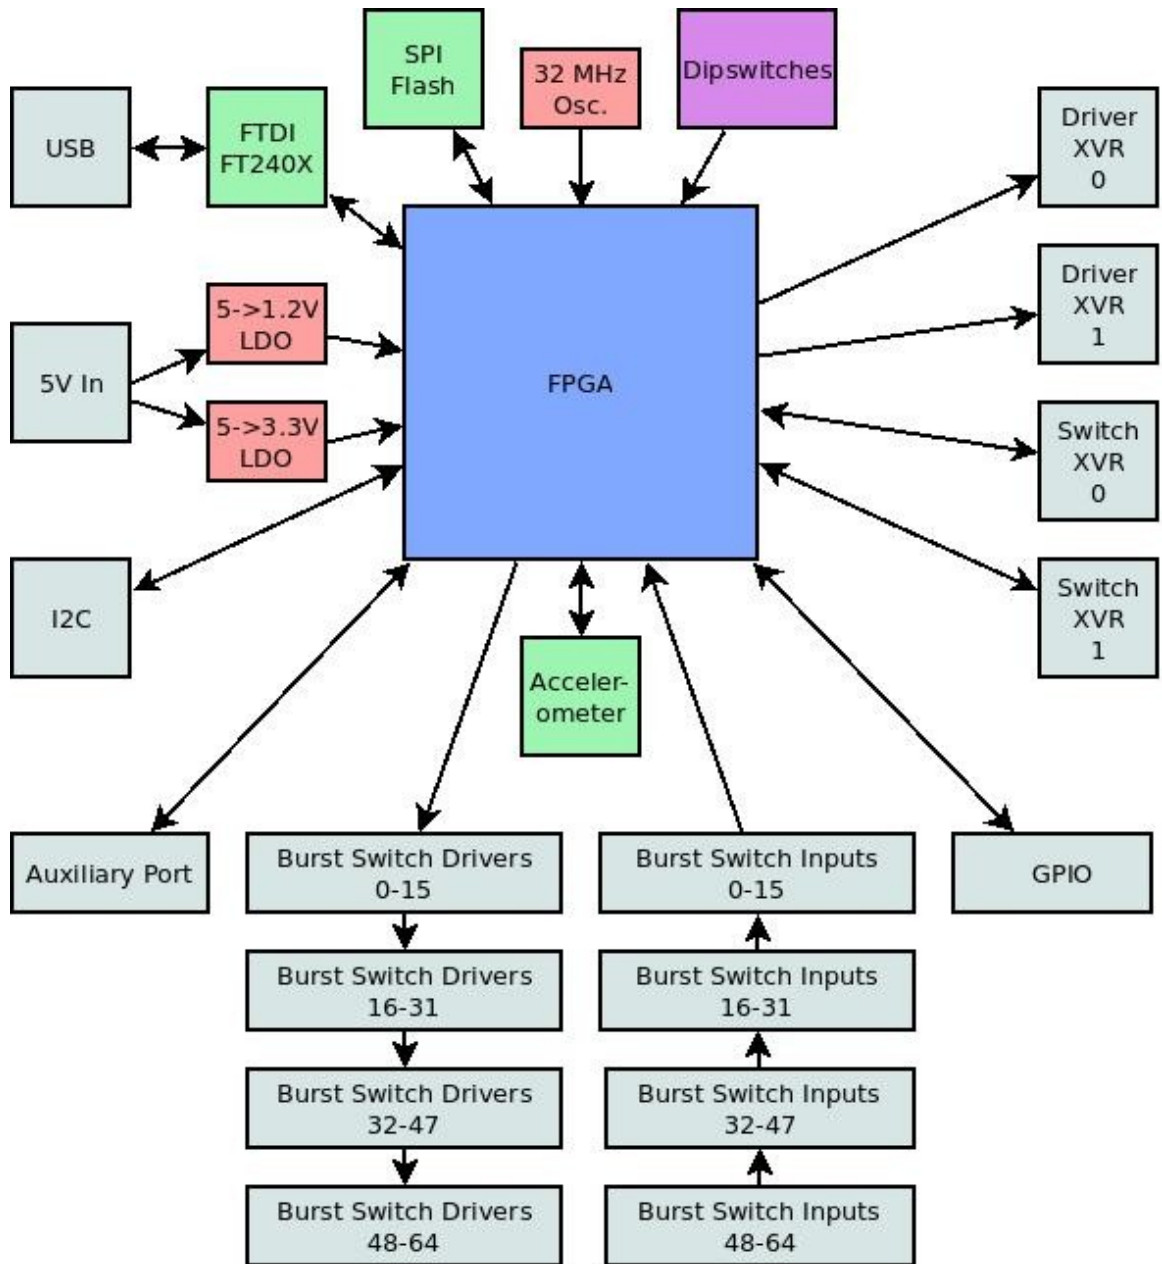 SPI
Flash
32 MHz
Osc.
Dipswitches
USB
FTDI
FT240X
Driver
XVR
0
5->1.2V
LDO
Driver
XVR
1
5V In
FPGA
5->3.3V
LDO
Switch
XVR
0
I2C
Switch
XVR
1
Acceler-
ometer
Auxiliary Port
Burst Switch Drivers
0-15
Burst Switch Inputs
0-15
GPIO
Burst Switch Drivers
16-31
Burst Switch Inputs
16-31
Burst Switch Drivers
32-47
Burst Switch Inputs
32-47
Burst Switch Drivers
48-64
Burst Switch Inputs
48-64